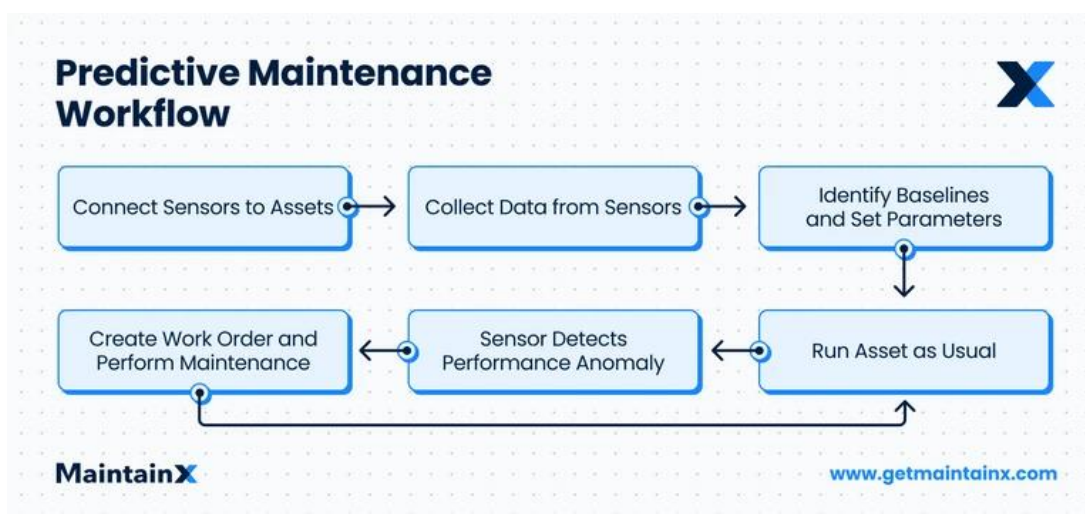 Predictive Maintenance
Workflow
Connect Sensors to Assets
Collect Data from Sensors
Identify Baselines
and Set Parameters
Create Work Order and
Perform Maintenance
Sensor Detects
Performance Anomaly
Run Asset as Usual
MaintainX
www.getmaintainx.com